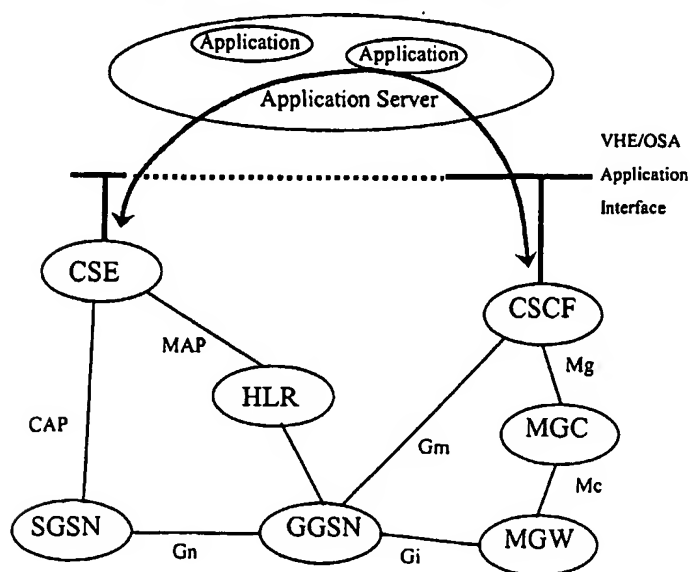 Application
Application
Application Server
VHE/OSA
Application
Interface
CSE
CSCF
MAP
Mg
HLR
CAP
Gm
MGC
Mc
SGSN
GGSN
MGW
Gn
Gi